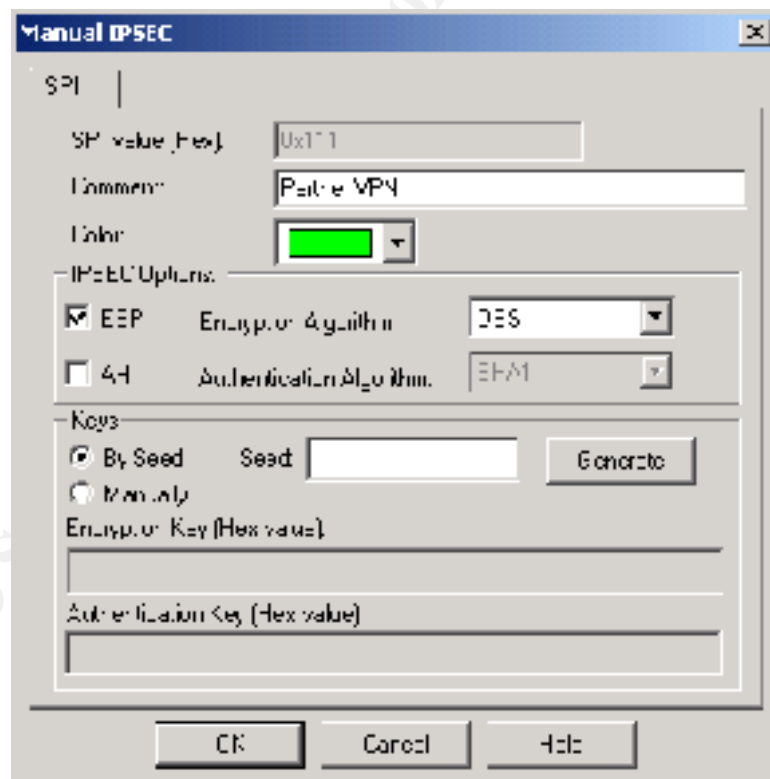 Manual IPSEC
SPI
SPI Value (Hex):
0x111
Comment:
Partner VPN
Color:
IPSEC Options:
ESP Encryption Algorithm
DES
AH Authentication Algorithm:
SHA1
Keys
By Seed Seed: Generate
Manually
Encryption Key (Hex value)
Authentication Key (Hex value)
OK Cancel Help